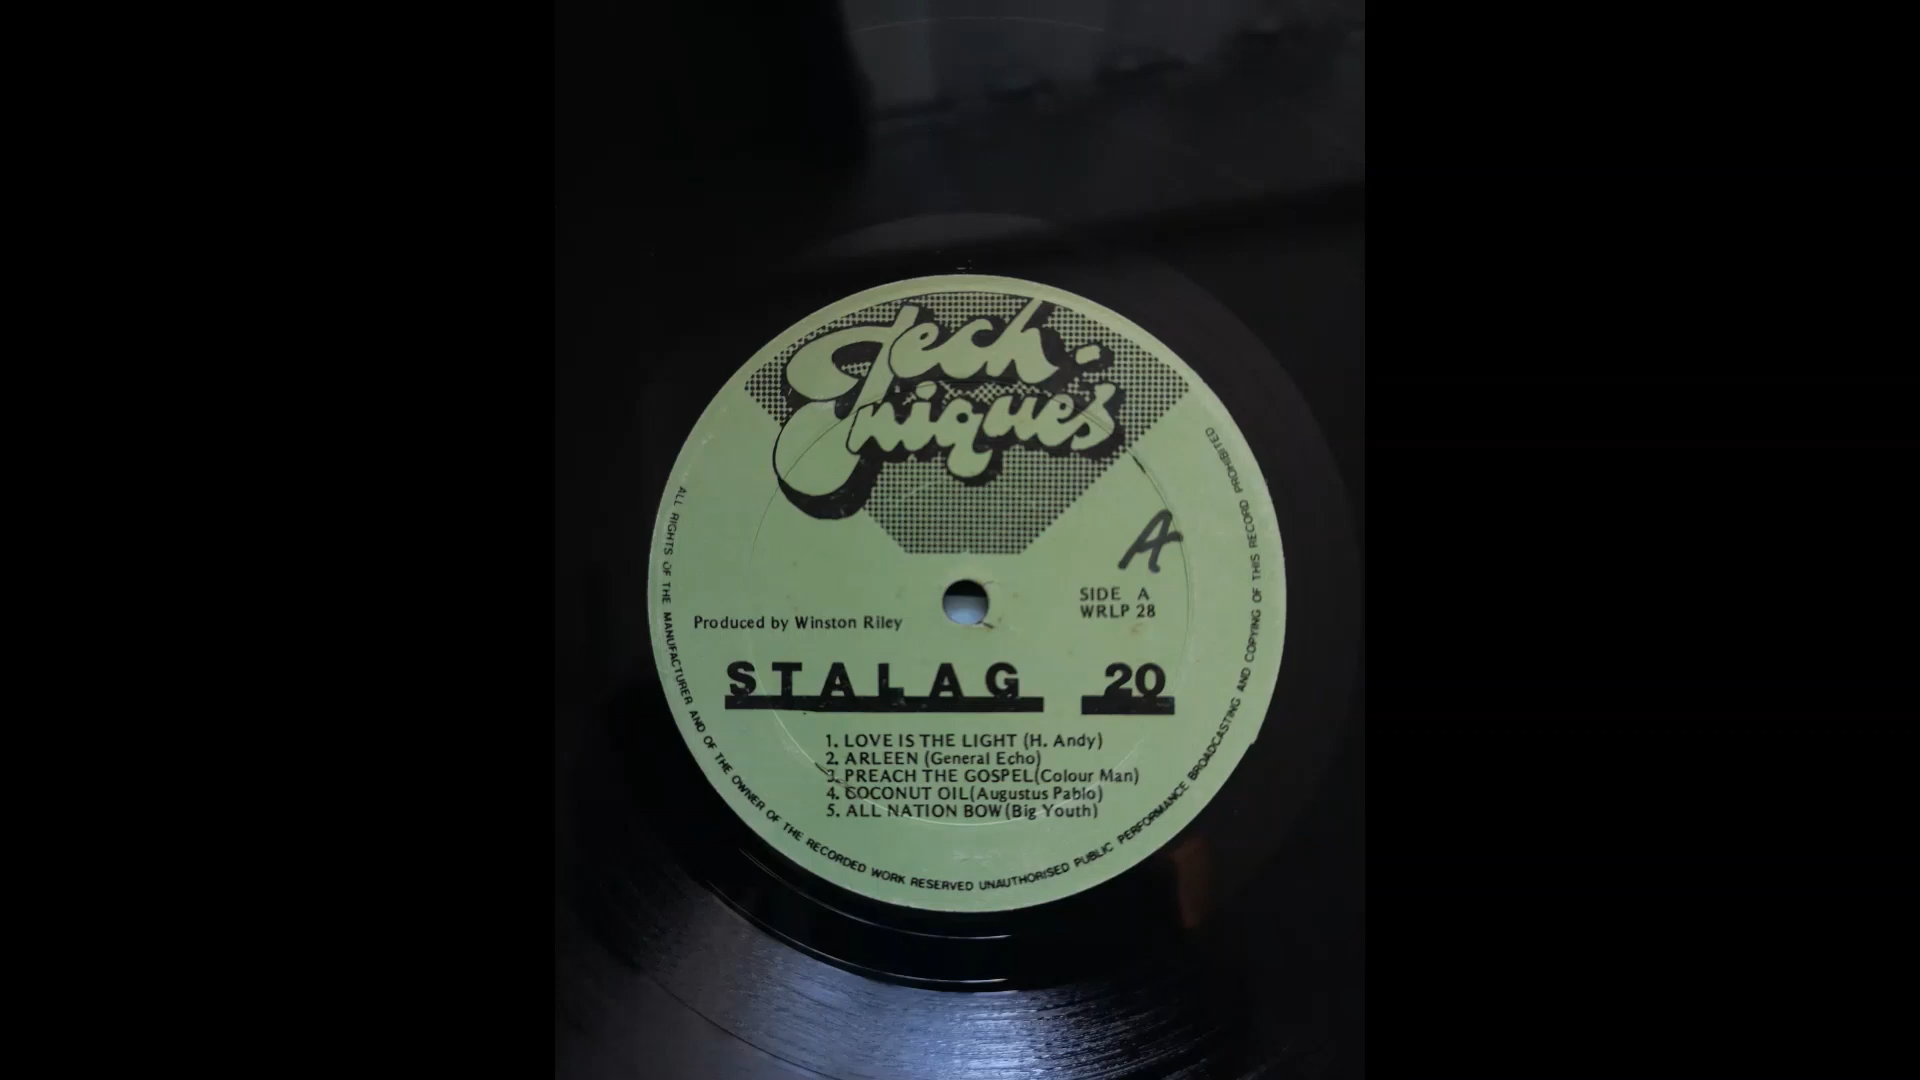 Tech-
niques
A
SIDE A
WRLP 28
Produced by Winston Riley
STALAG 20
1. LOVE IS THE LIGHT (H. Andy)
2. ARLEEN (General Echo)
3. PREACH THE GOSPEL(Colour Man)
4. COCONUT OIL(Augustus Pablo)
5. ALL NATION BOW(Big Youth)
ALL RIGHTS OF THE MANUFACTURER AND OF THE OWNER OF THE RECORDED WORK RESERVED UNAUTHORISED PUBLIC PERFORMANCE BROADCASTING AND COPYING OF THIS RECORD PROHIBITED